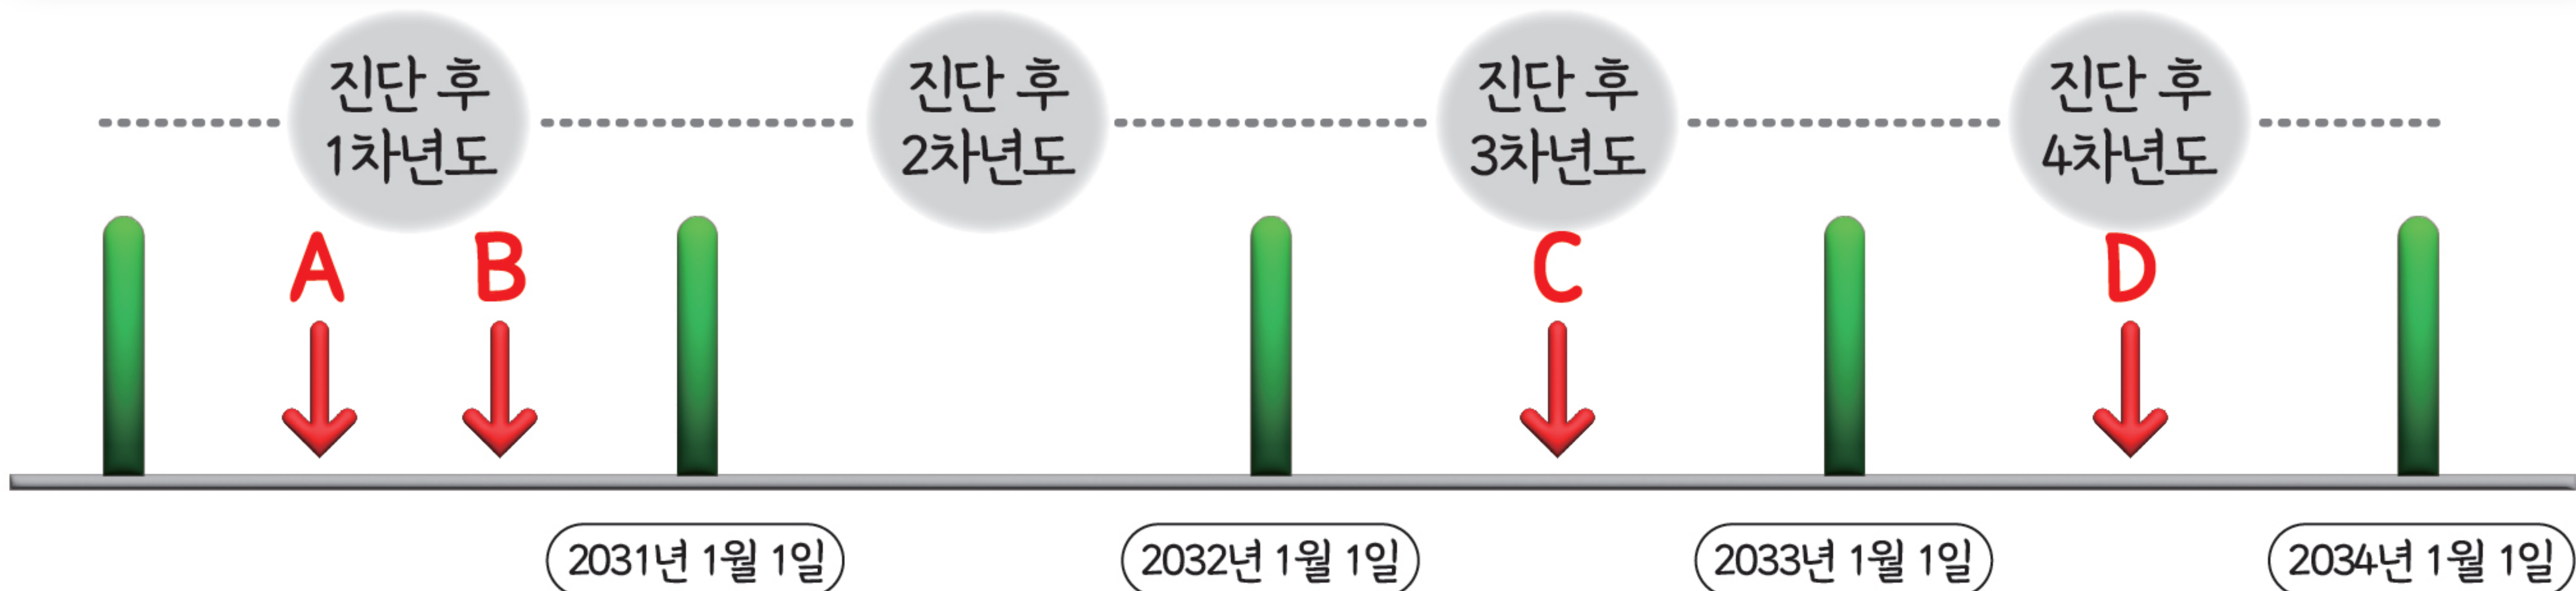 진단 후
1차년도
진단 후
2차년도
진단 후
3차년도
진단 후
4차년도
A
B
C
D
2031년 1월 1일
2032년 1월 1일
2033년 1월 1일
2034년 1월 1일